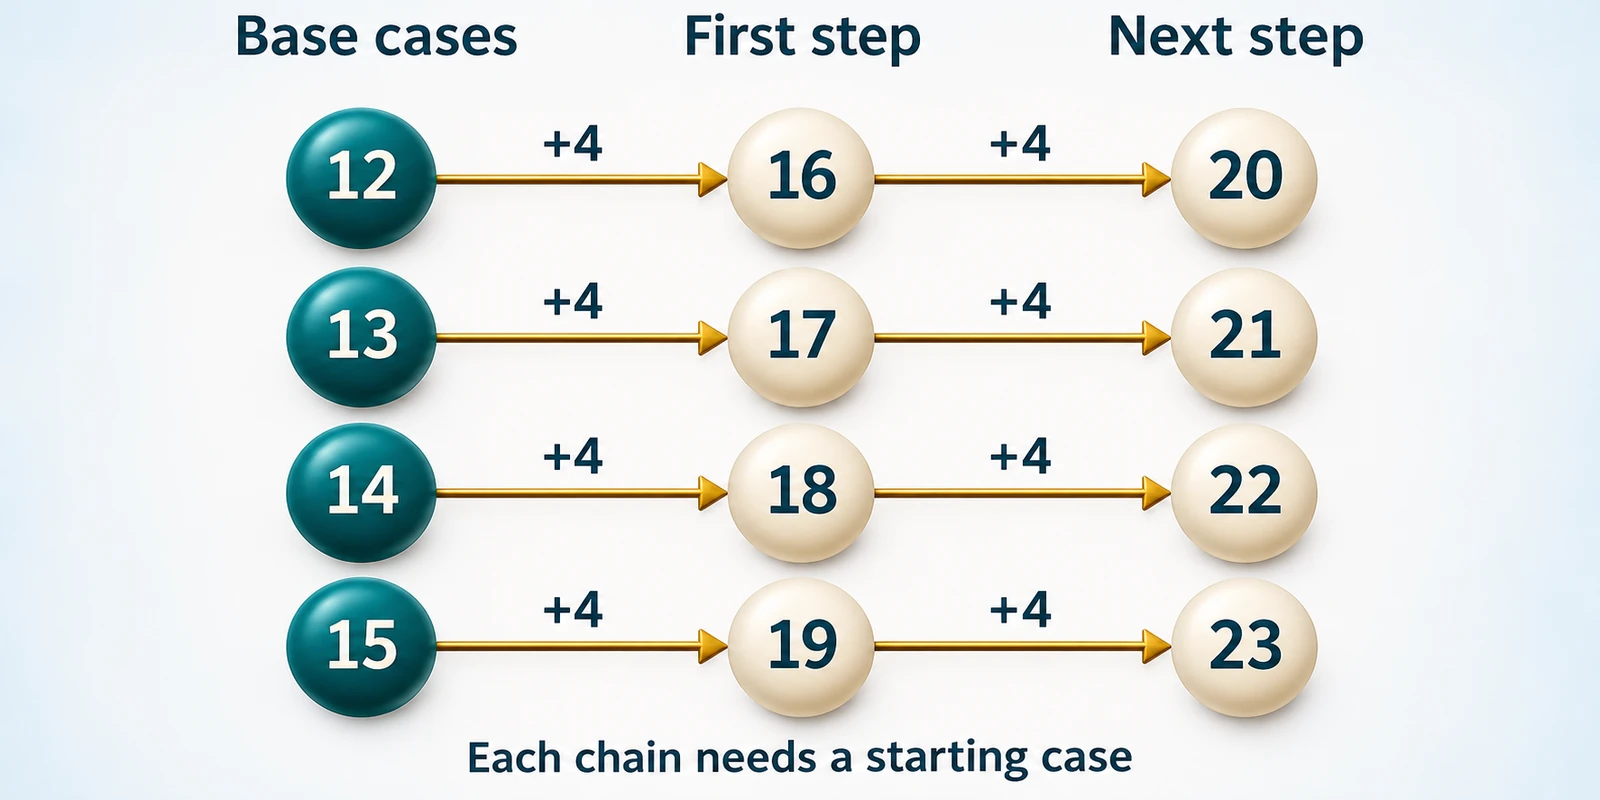 Base cases First step Next step
12 +4 16 +4 20
13 +4 17 +4 21
14 +4 18 +4 22
15 +4 19 +4 23
Each chain needs a starting case